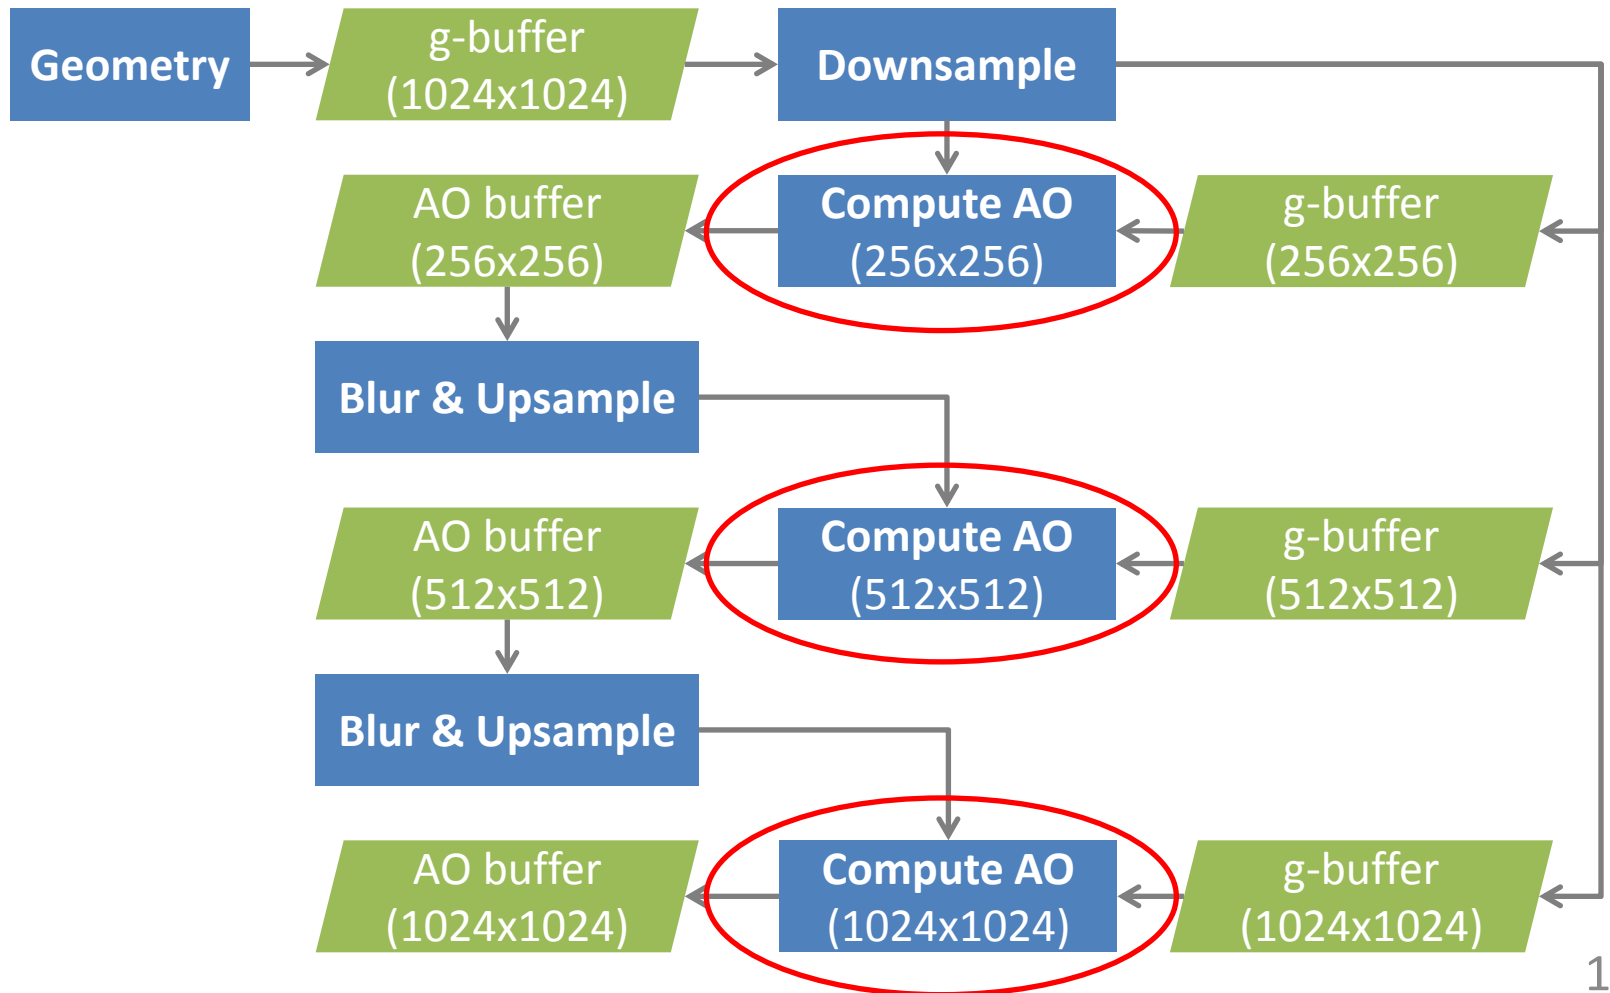 Geometry
g-buffer
(1024x1024)
Downsample
AO buffer
(256x256)
Compute AO
(256x256)
g-buffer
(256x256)
Blur & Upsample
AO buffer
(512x512)
Compute AO
(512x512)
g-buffer
(512x512)
Blur & Upsample
AO buffer
(1024x1024)
Compute AO
(1024x1024)
g-buffer
(1024x1024)
1